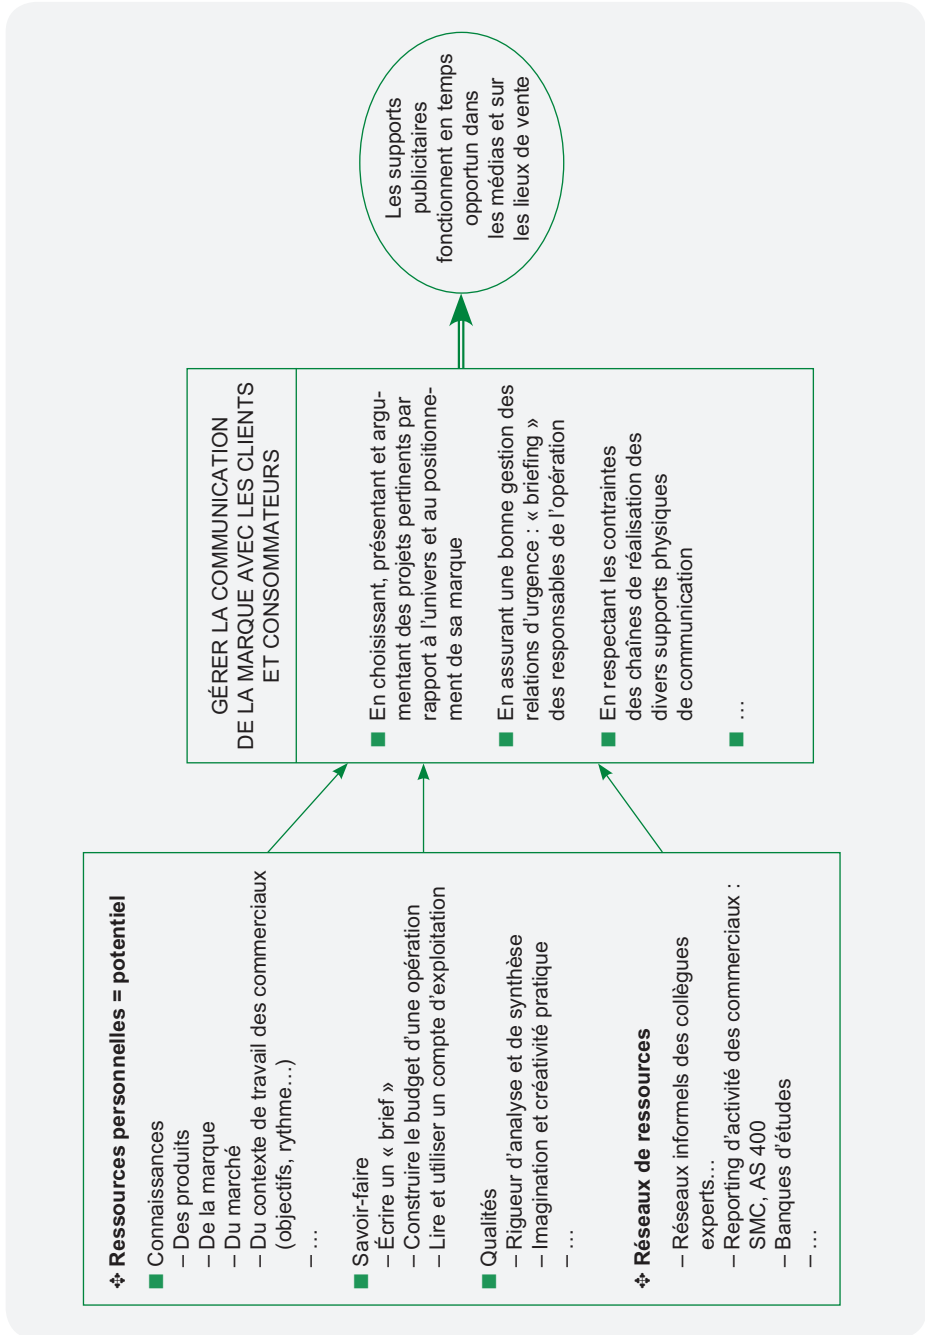 ❖ Ressources personnelles = potentiel
■ Connaissances
– Des produits
– De la marque
– Du marché
– Du contexte de travail des commerciaux
(objectifs, rythme…)
– …
■ Savoir-faire
– Écrire un « brief »
– Construire le budget d’une opération
– Lire et utiliser un compte d’exploitation
■ Qualités
– Rigueur d’analyse et de synthèse
– Imagination et créativité pratique
– …
❖ Réseaux de ressources
– Réseaux informels des collègues
experts…
– Reporting d’activité des commerciaux :
SMC, AS 400
– Banques d’études
– …
GÉRER LA COMMUNICATION
DE LA MARQUE AVEC LES CLIENTS
ET CONSOMMATEURS
■ En choisissant, présentant et argu-
mentant des projets pertinents par
rapport à l’univers et au positionne-
ment de sa marque
■ En assurant une bonne gestion des
relations d’urgence : « briefing »
des responsables de l’opération
■ En respectant les contraintes
des chaînes de réalisation des
divers supports physiques
de communication
■ …
Les supports
publicitaires
fonctionnent en temps
opportun dans
les médias et sur
les lieux de vente